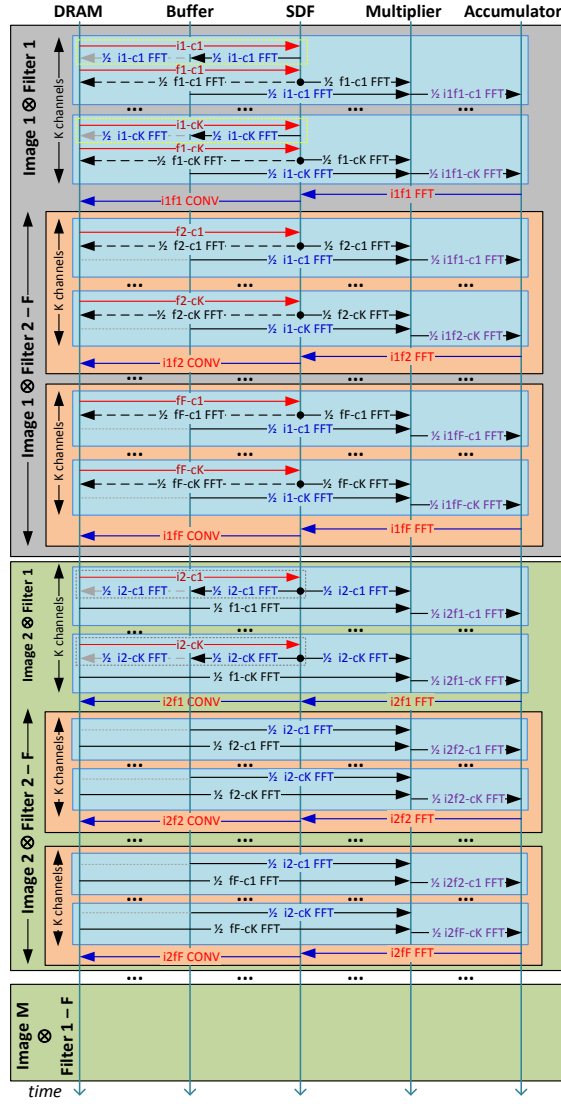 DRAM Buffer SDF Multiplier Accumulator
Image 1 ⊗ Filter 1
K channels
i1-c1
½ i1-c1 FFT ½ i1-c1 FFT
f1-c1
½ f1-c1 FFT ½ f1-c1 FFT
½ i1-c1 FFT ½ i1f1-c1 FFT
... ... ... ...
i1-cK
½ i1-cK FFT ½ i1-cK FFT
f1-cK
½ f1-cK FFT ½ f1-cK FFT
½ i1-cK FFT ½ i1f1-cK FFT
i1f1 CONV i1f1 FFT
Image 1 ⊗ Filter 2 – F
K channels
f2-c1
½ f2-c1 FFT ½ f2-c1 FFT
½ i1-c1 FFT ½ i1f1-c1 FFT
... ... ... ...
f2-cK
½ f2-cK FFT ½ f2-cK FFT
½ i1-cK FFT ½ i1f2-cK FFT
i1f2 CONV i1f2 FFT
... ... ... ...
K channels
fF-c1
½ fF-c1 FFT ½ fF-c1 FFT
½ i1-c1 FFT ½ i1fF-c1 FFT
... ... ... ...
fF-cK
½ fF-cK FFT ½ fF-cK FFT
½ i1-cK FFT ½ i1fF-cK FFT
i1fF CONV i1fF FFT
Image 2 ⊗ Filter 1
K channels
i2-c1
½ i2-c1 FFT ½ i2-c1 FFT ½ i2-c1 FFT
½ f1-c1 FFT ½ i2f1-c1 FFT
... ... ... ...
i2-cK
½ i2-cK FFT ½ i2-cK FFT ½ i2-cK FFT
½ f1-cK FFT ½ i2f1-cK FFT
i2f1 CONV i2f1 FFT
Image 2 ⊗ Filter 2 – F
K channels
½ i2-c1 FFT
½ f2-c1 FFT ½ i2f2-c1 FFT
... ... ... ...
½ i2-cK FFT
½ f2-cK FFT ½ i2f2-cK FFT
i2f2 CONV i2f2 FFT
... ... ... ...
K channels
½ i2-c1 FFT
½ fF-c1 FFT ½ i2f2-c1 FFT
... ... ... ...
½ i2-cK FFT
½ fF-cK FFT ½ i2fF-cK FFT
i2fF CONV i2fF FFT
... ... ... ...
Image M
⊗
Filter 1 – F
time